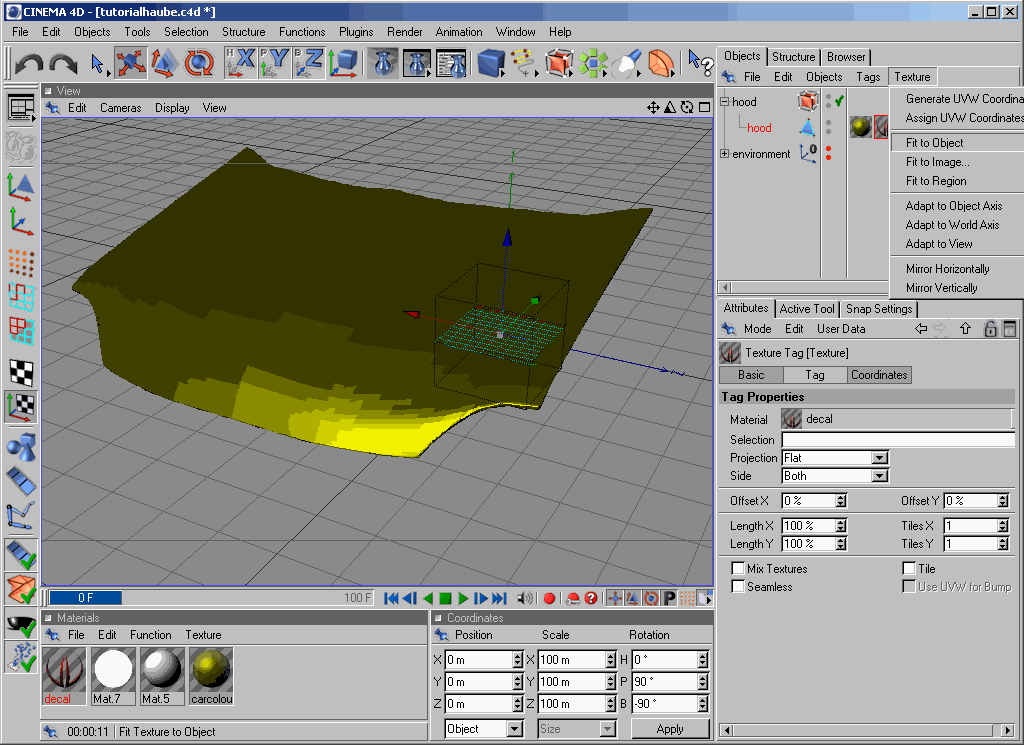 CINEMA 4D - [tutorialhaube.c4d *]
File Edit Objects Tools Selection Structure Functions Plugins Render Animation Window Help
X Y Z
Objects Structure Browser
File Edit Objects Tags Texture
View
Edit Cameras Display View
hood
hood
environment
Generate UVW Coordina
Assign UVW Coordinates
Fit to Object
Fit to Image...
Fit to Region
Adapt to Object Axis
Adapt to World Axis
Adapt to View
Mirror Horizontally
Mirror Vertically
Attributes Active Tool Snap Settings
Mode Edit User Data
Texture Tag [Texture]
Basic Tag Coordinates
Tag Properties
Material decal
Selection
Projection Flat
Side Both
Offset X 0 % Offset Y 0 %
Length X 100 % Tiles X 1
Length Y 100 % Tiles Y 1
Mix Textures Tile
Seamless Use UVW for Bump
0 F 100 F
P
Materials
File Edit Function Texture
decal Mat.7 Mat.5 carcolou
Coordinates
Position Scale Rotation
X 0 m X 100 m H 0 °
Y 0 m Y 100 m P 90 °
Z 0 m Z 100 m B -90 °
Object Size Apply
00:00:11 Fit Texture to Object